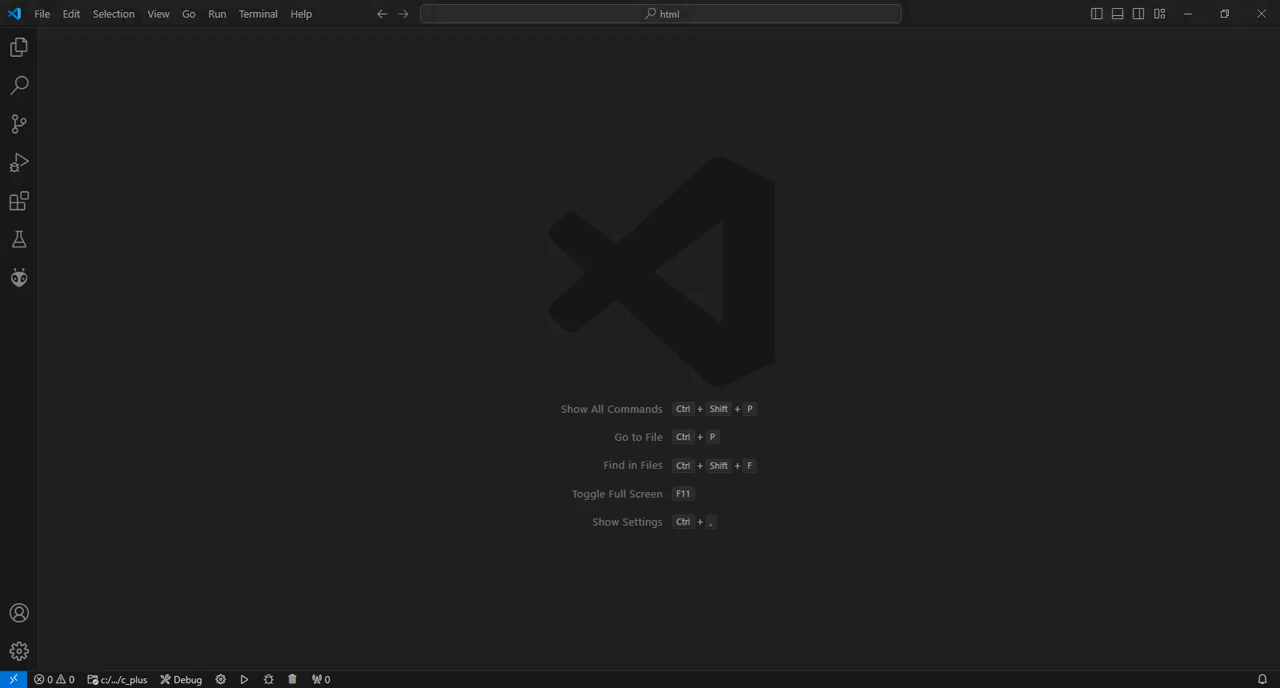 File Edit Selection View Go Run Terminal Help html
Show All Commands Ctrl + Shift + P
Go to File Ctrl + P
Find in Files Ctrl + Shift + F
Toggle Full Screen F11
Show Settings Ctrl + ,
0 0 c:/.../c_plus Debug 0